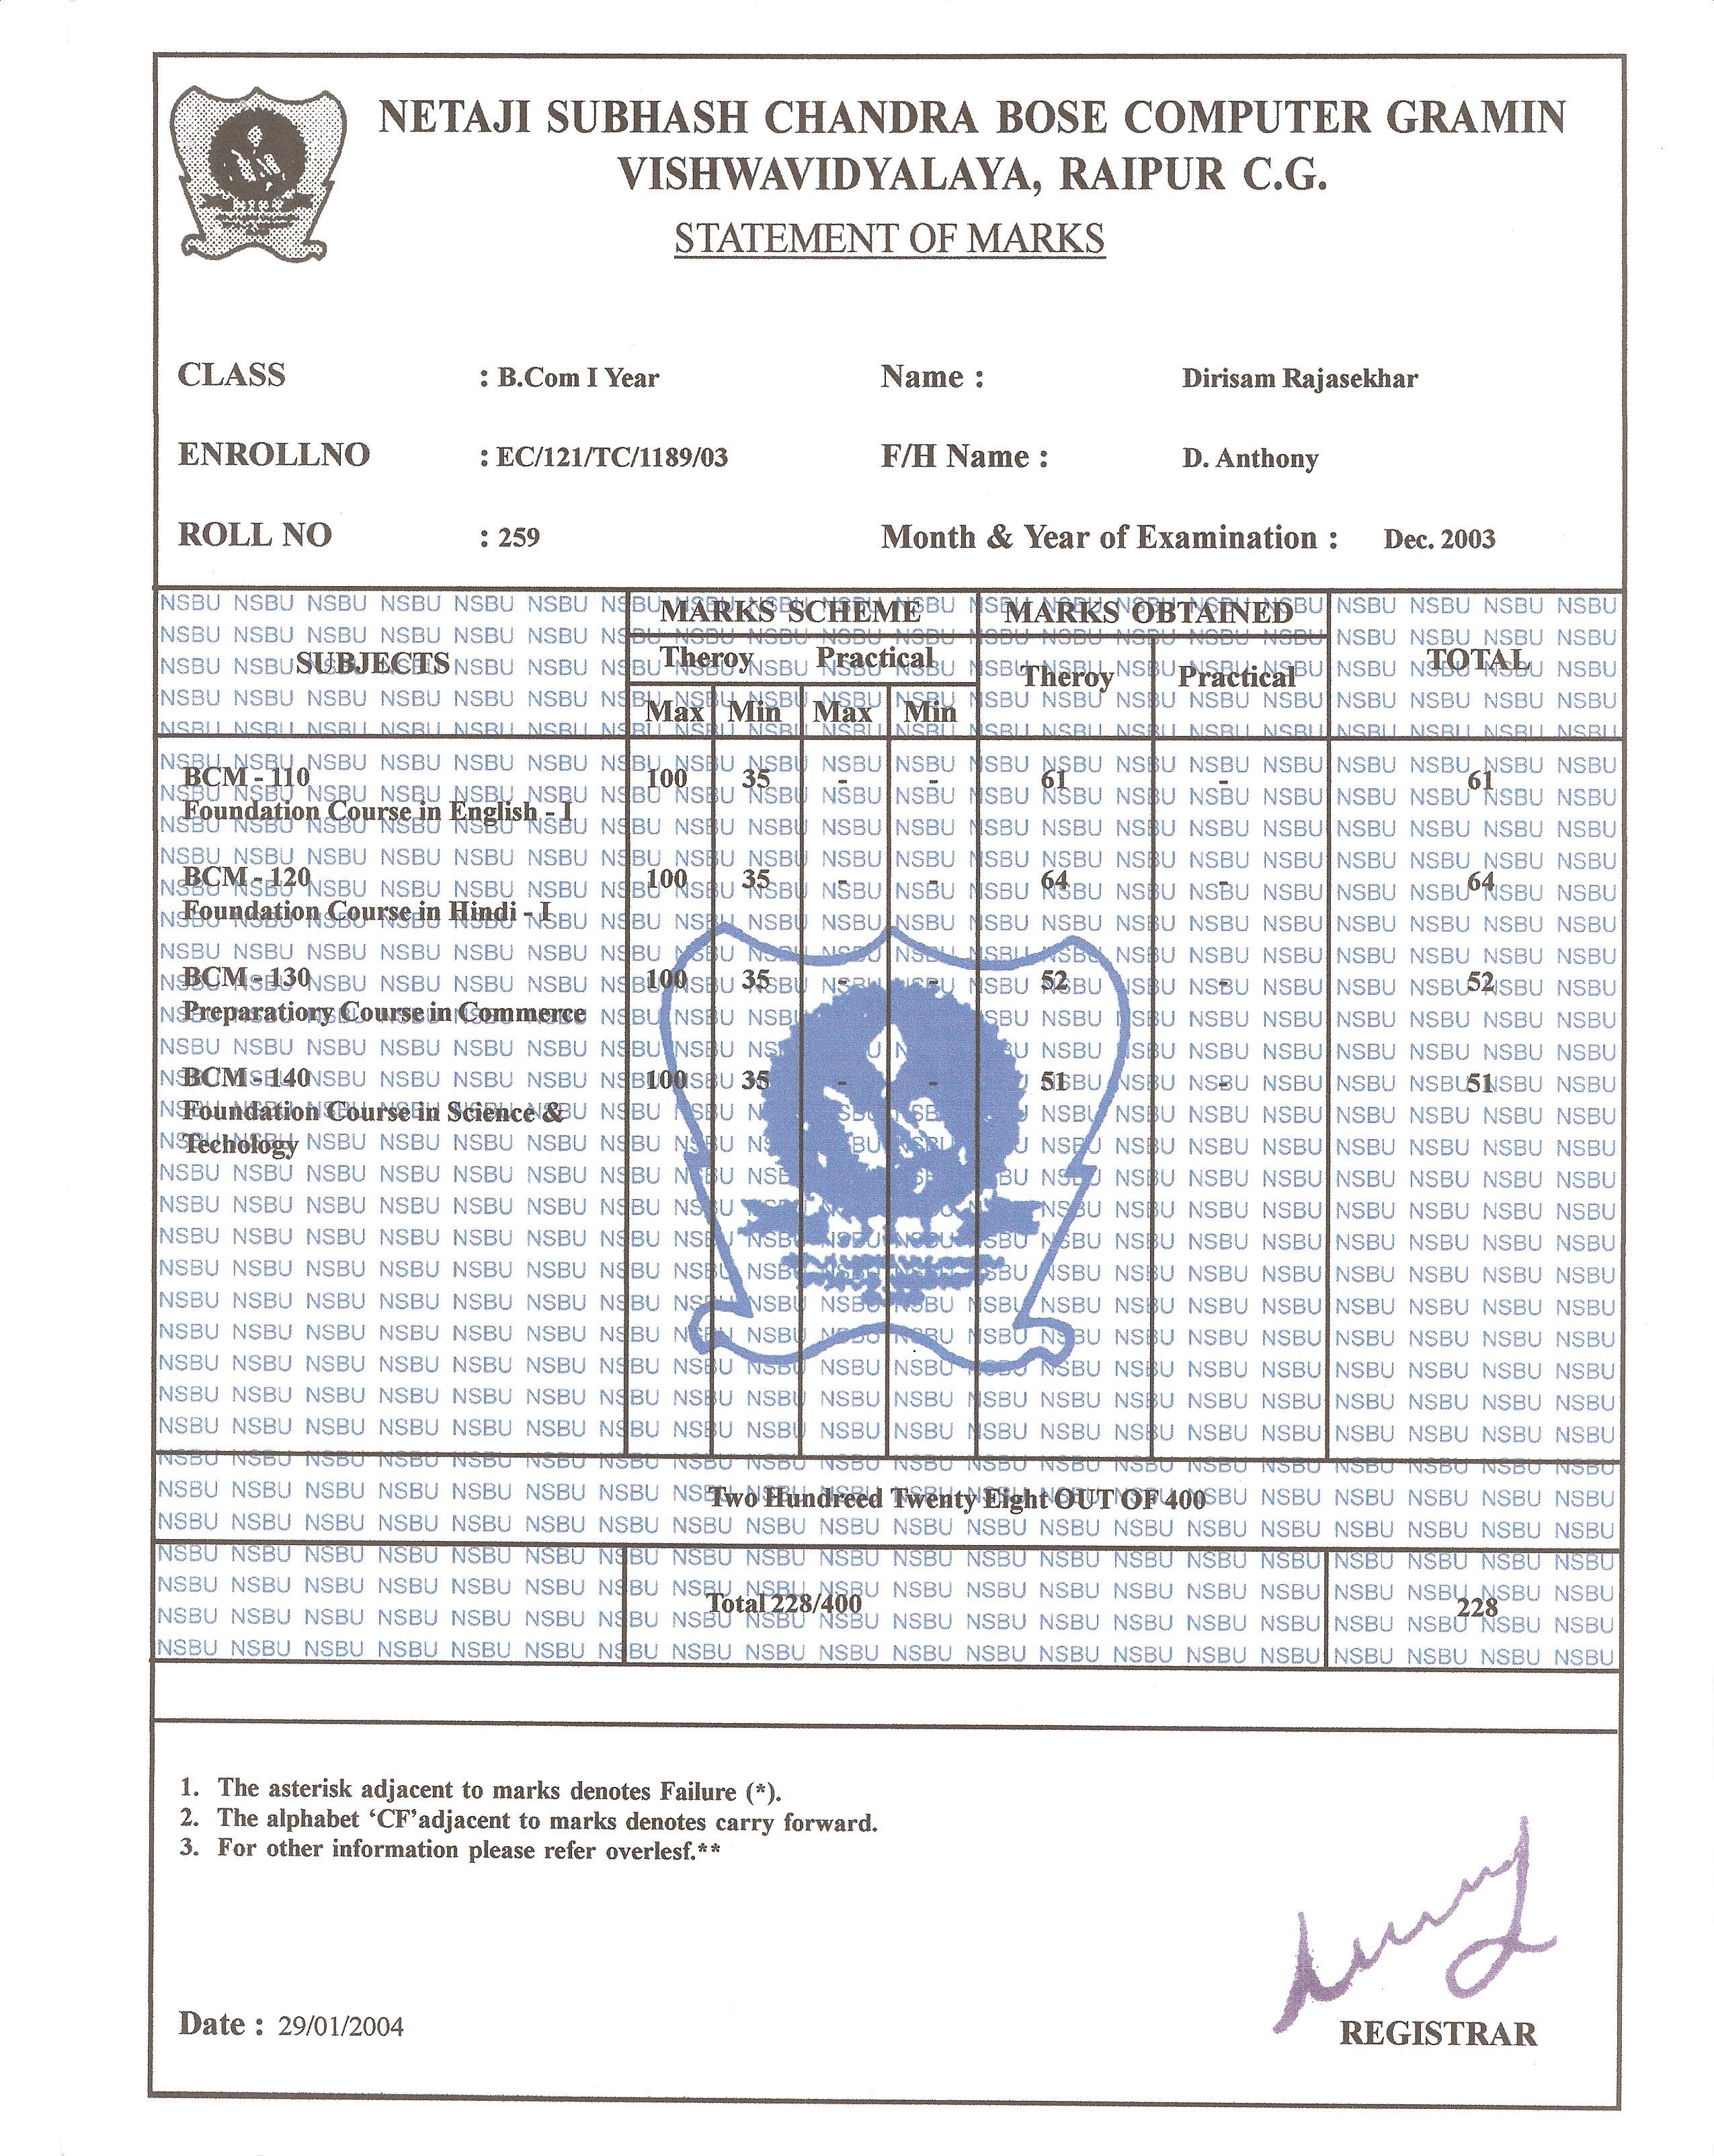 NETAJI SUBHASH CHANDRA BOSE COMPUTER GRAMIN
VISHWAVIDYALAYA, RAIPUR C.G.
STATEMENT OF MARKS
CLASS : B.Com I Year Name : Dirisam Rajasekhar
ENROLLNO : EC/121/TC/1189/03 F/H Name : D. Anthony
ROLL NO : 259 Month & Year of Examination : Dec. 2003
MARKS SCHEME MARKS OBTAINED
SUBJECTS Theroy Practical Theroy Practical TOTAL
Max Min Max Min
BCM - 110 100 35 - - 61 - 61
Foundation Course in English - I
BCM - 120 100 35 - - 64 - 64
Foundation Course in Hindi - I
BCM - 130 100 35 - - 52 - 52
Preparatiory Course in Commerce
BCM - 140 100 35 - - 51 - 51
Foundation Course in Science &
Techology
Two Hundreed Twenty Eight OUT OF 400
Total 228/400 228
1. The asterisk adjacent to marks denotes Failure (*).
2. The alphabet ‘CF’adjacent to marks denotes carry forward.
3. For other information please refer overlesf.**
Date : 29/01/2004
REGISTRAR